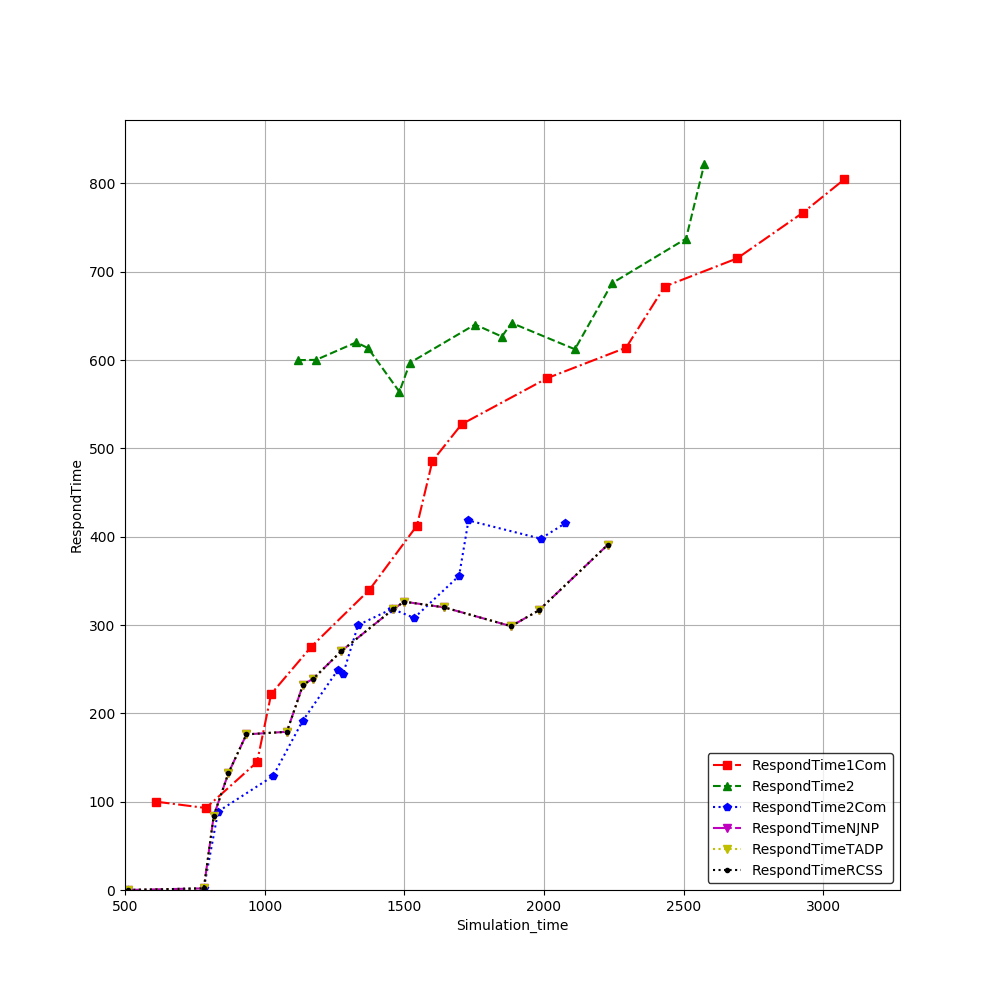 800
700
600
500
400
300
200
100
0
RespondTime
500 1000 1500 2000 2500 3000
Simulation_time
RespondTime1Com
RespondTime2
RespondTime2Com
RespondTimeNJNP
RespondTimeTADP
RespondTimeRCSS